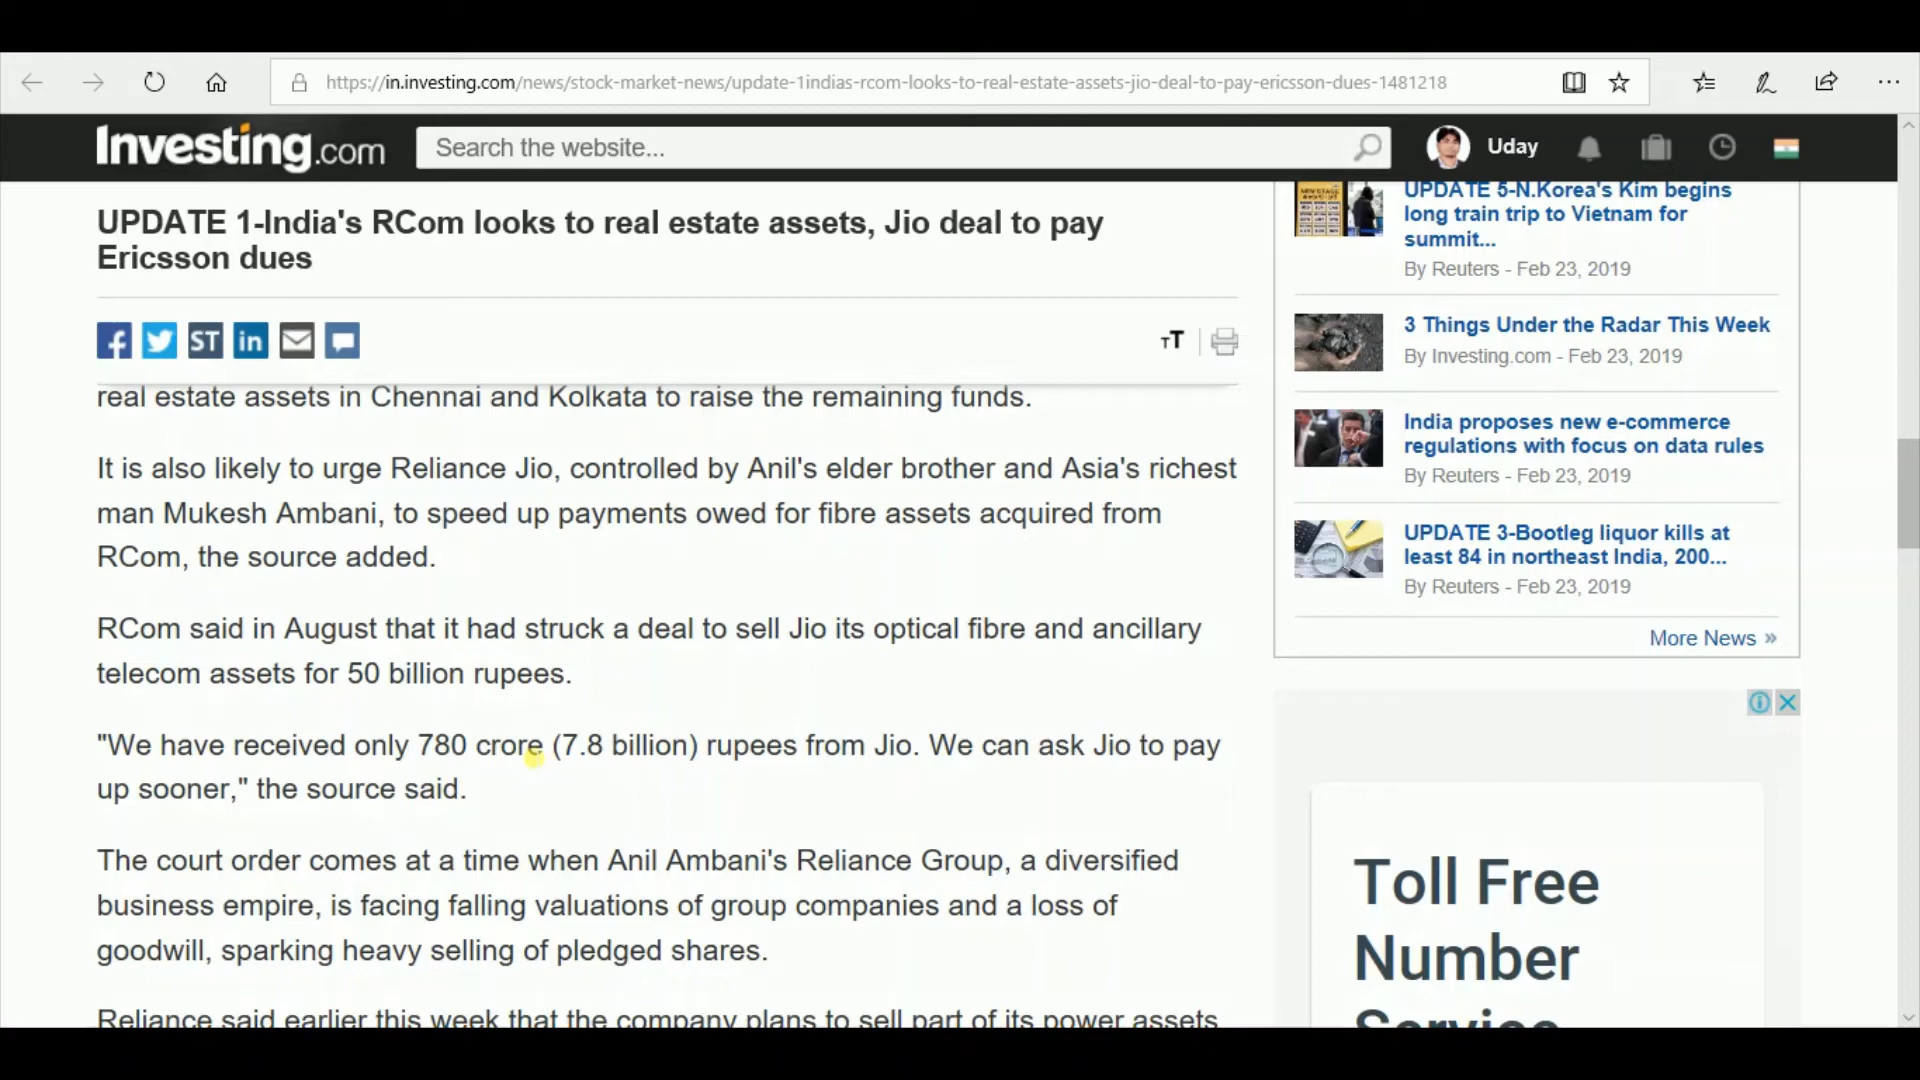 https://in.investing.com/news/stock-market-news/update-1indias-rcom-looks-to-real-estate-assets-jio-deal-to-pay-ericsson-dues-1481218
Investing.com
Search the website...
Uday
UPDATE 1-India's RCom looks to real estate assets, Jio deal to pay
Ericsson dues
ST
in
TT
real estate assets in Chennai and Kolkata to raise the remaining funds.
It is also likely to urge Reliance Jio, controlled by Anil's elder brother and Asia's richest
man Mukesh Ambani, to speed up payments owed for fibre assets acquired from
RCom, the source added.
RCom said in August that it had struck a deal to sell Jio its optical fibre and ancillary
telecom assets for 50 billion rupees.
"We have received only 780 crore (7.8 billion) rupees from Jio. We can ask Jio to pay
up sooner," the source said.
The court order comes at a time when Anil Ambani's Reliance Group, a diversified
business empire, is facing falling valuations of group companies and a loss of
goodwill, sparking heavy selling of pledged shares.
Reliance said earlier this week that the company plans to sell part of its power assets
UPDATE 5-N.Korea's Kim begins
long train trip to Vietnam for
summit...
By Reuters - Feb 23, 2019
3 Things Under the Radar This Week
By Investing.com - Feb 23, 2019
India proposes new e-commerce
regulations with focus on data rules
By Reuters - Feb 23, 2019
UPDATE 3-Bootleg liquor kills at
least 84 in northeast India, 200...
By Reuters - Feb 23, 2019
More News »
Toll Free
Number
Service